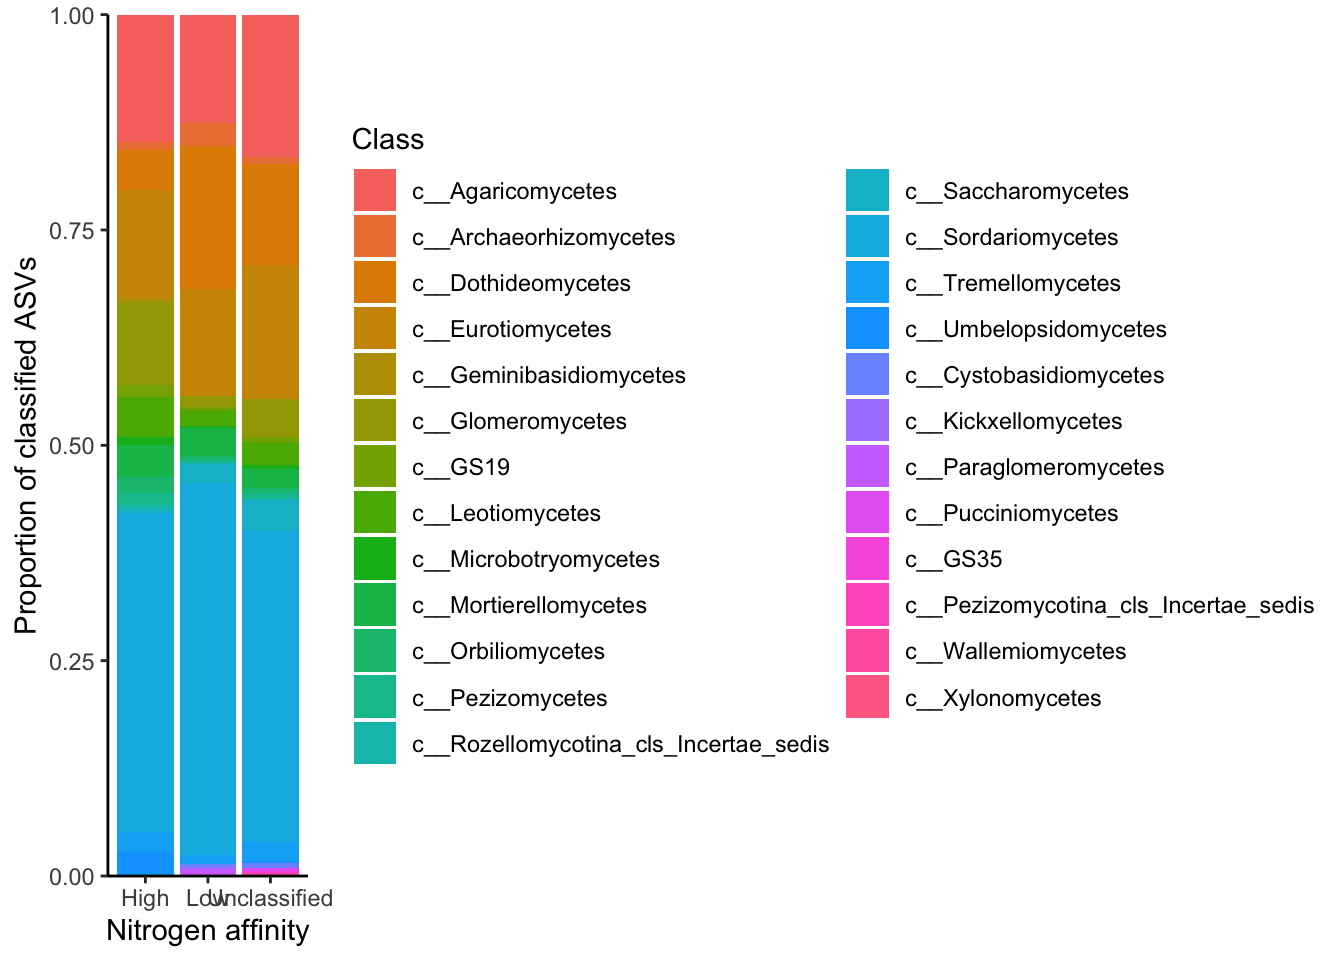 1.00
0.75
0.50
0.25
0.00
Proportion of classified ASVs
High
Low
Unclassified
Nitrogen affinity
Class
c__Agaricomycetes
c__Archaeorhizomycetes
c__Dothideomycetes
c__Eurotiomycetes
c__Geminibasidiomycetes
c__Glomeromycetes
c__GS19
c__Leotiomycetes
c__Microbotryomycetes
c__Mortierellomycetes
c__Orbiliomycetes
c__Pezizomycetes
c__Rozellomycotina_cls_Incertae_sedis
c__Saccharomycetes
c__Sordariomycetes
c__Tremellomycetes
c__Umbelopsidomycetes
c__Cystobasidiomycetes
c__Kickxellomycetes
c__Paraglomeromycetes
c__Pucciniomycetes
c__GS35
c__Pezizomycotina_cls_Incertae_sedis
c__Wallemiomycetes
c__Xylonomycetes